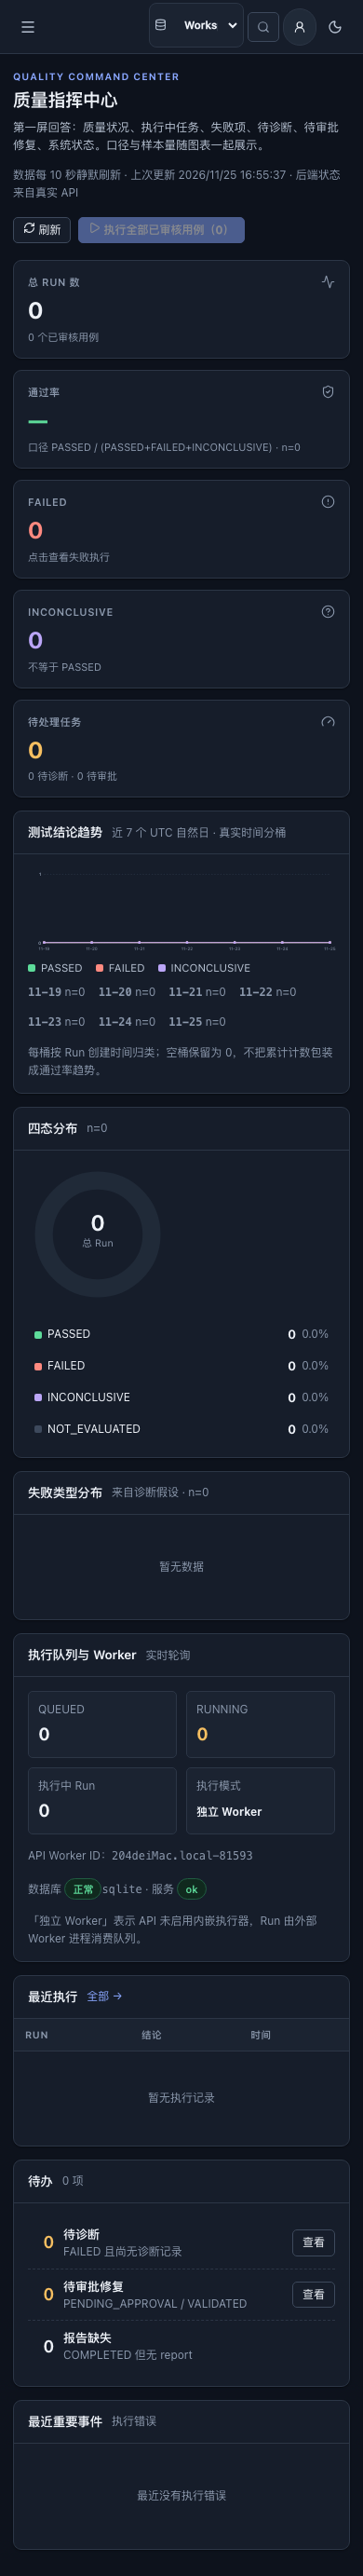 Works
QUALITY COMMAND CENTER
质量指挥中心
第一屏回答：质量状况、执行中任务、失败项、待诊断、待审批
修复、系统状态。口径与样本量随图表一起展示。
数据每 10 秒静默刷新 · 上次更新 2026/11/25 16:55:37 · 后端状态
来自真实 API
刷新
执行全部已审核用例（0）
总 RUN 数
0
0 个已审核用例
通过率
—
口径 PASSED / (PASSED+FAILED+INCONCLUSIVE) · n=0
FAILED
0
点击查看失败执行
INCONCLUSIVE
0
不等于 PASSED
待处理任务
0
0 待诊断 · 0 待审批
测试结论趋势 近 7 个 UTC 自然日 · 真实时间分桶
1
0
11-19 11-20 11-21 11-22 11-23 11-24 11-25
PASSED FAILED INCONCLUSIVE
11-19 n=0 11-20 n=0 11-21 n=0 11-22 n=0
11-23 n=0 11-24 n=0 11-25 n=0
每桶按 Run 创建时间归类；空桶保留为 0，不把累计计数包装
成通过率趋势。
四态分布 n=0
0
总 Run
PASSED 0 0.0%
FAILED 0 0.0%
INCONCLUSIVE 0 0.0%
NOT_EVALUATED 0 0.0%
失败类型分布 来自诊断假设 · n=0
暂无数据
执行队列与 Worker 实时轮询
QUEUED
0
RUNNING
0
执行中 Run
0
执行模式
独立 Worker
API Worker ID：204deiMac.local-81593
数据库 正常 sqlite · 服务 ok
「独立 Worker」表示 API 未启用内嵌执行器，Run 由外部
Worker 进程消费队列。
最近执行 全部 →
RUN 结论 时间
暂无执行记录
待办 0 项
0 待诊断
FAILED 且尚无诊断记录
查看
0 待审批修复
PENDING_APPROVAL / VALIDATED
查看
0 报告缺失
COMPLETED 但无 report
最近重要事件 执行错误
最近没有执行错误